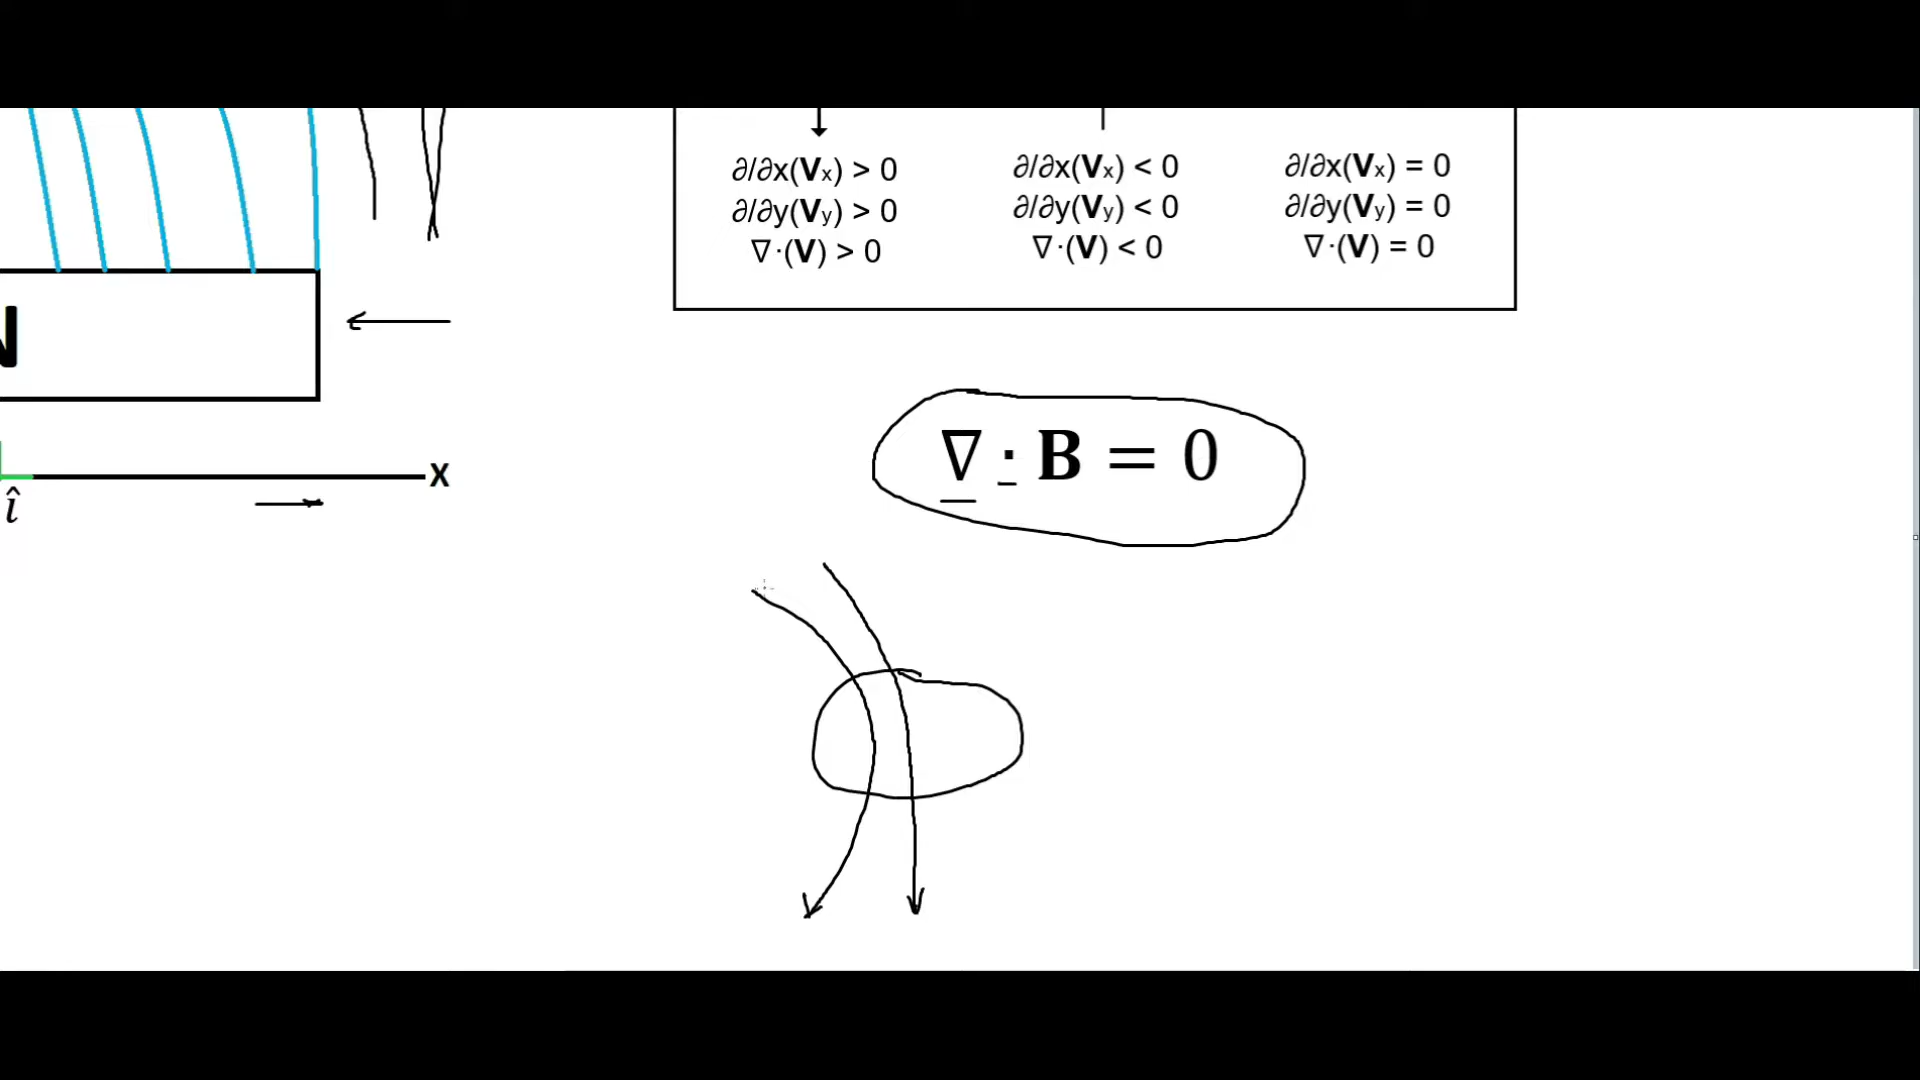 ∂/∂x(Vx) > 0
∂/∂y(Vy) > 0
∇·(V) > 0
∂/∂x(Vx) < 0
∂/∂y(Vy) < 0
∇·(V) < 0
∂/∂x(Vx) = 0
∂/∂y(Vy) = 0
∇·(V) = 0
N
∇ · B = 0
x
î